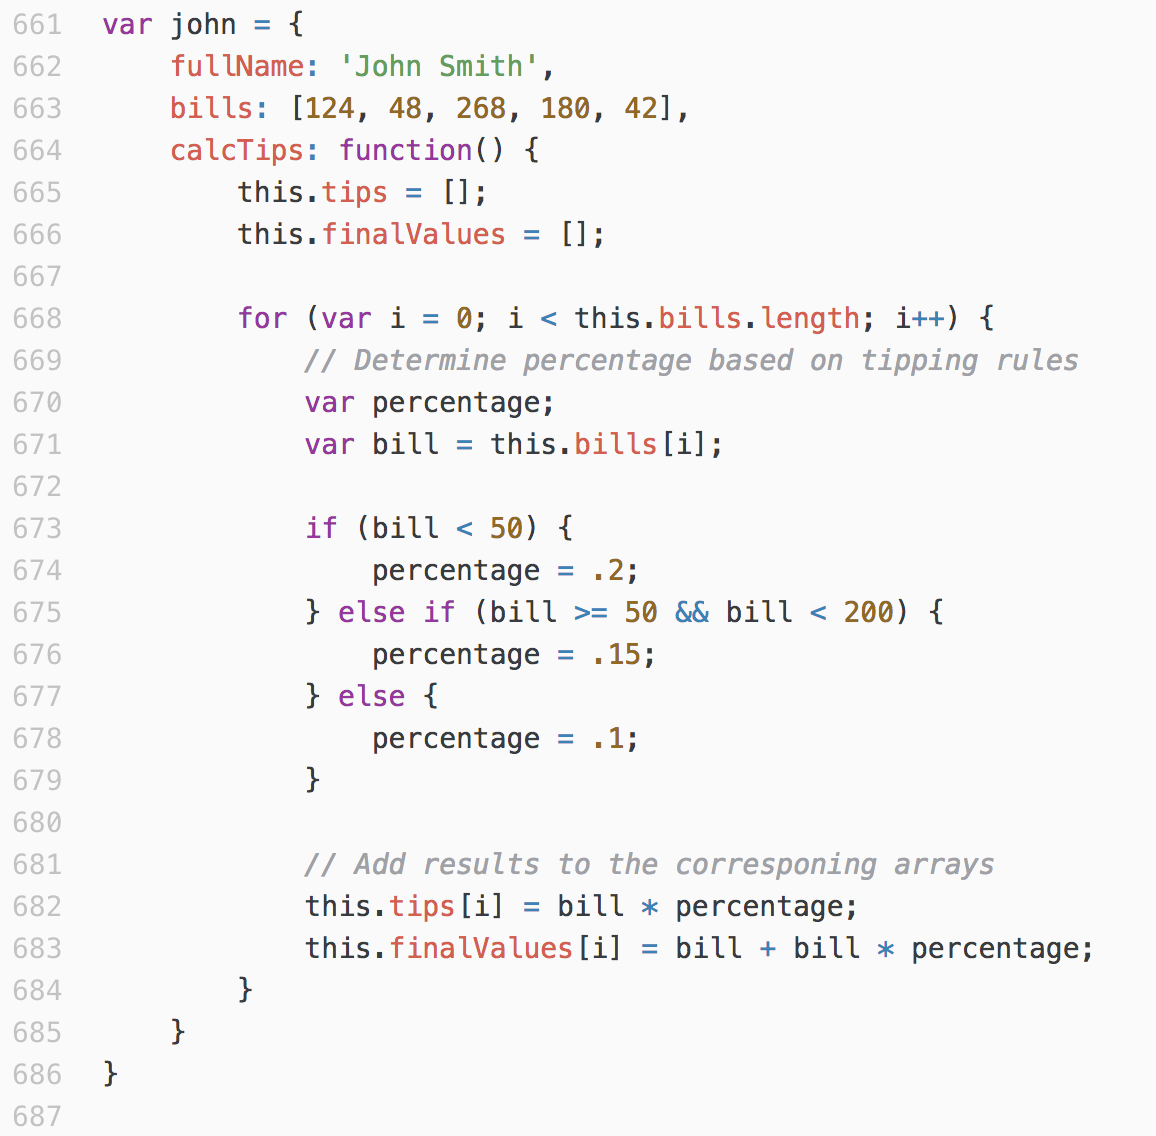 661 var john = {
662     fullName: 'John Smith',
663     bills: [124, 48, 268, 180, 42],
664     calcTips: function() {
665         this.tips = [];
666         this.finalValues = [];
667
668         for (var i = 0; i < this.bills.length; i++) {
669             // Determine percentage based on tipping rules
670             var percentage;
671             var bill = this.bills[i];
672
673             if (bill < 50) {
674                 percentage = .2;
675             } else if (bill >= 50 && bill < 200) {
676                 percentage = .15;
677             } else {
678                 percentage = .1;
679             }
680
681             // Add results to the corresponing arrays
682             this.tips[i] = bill * percentage;
683             this.finalValues[i] = bill + bill * percentage;
684         }
685     }
686 }
687